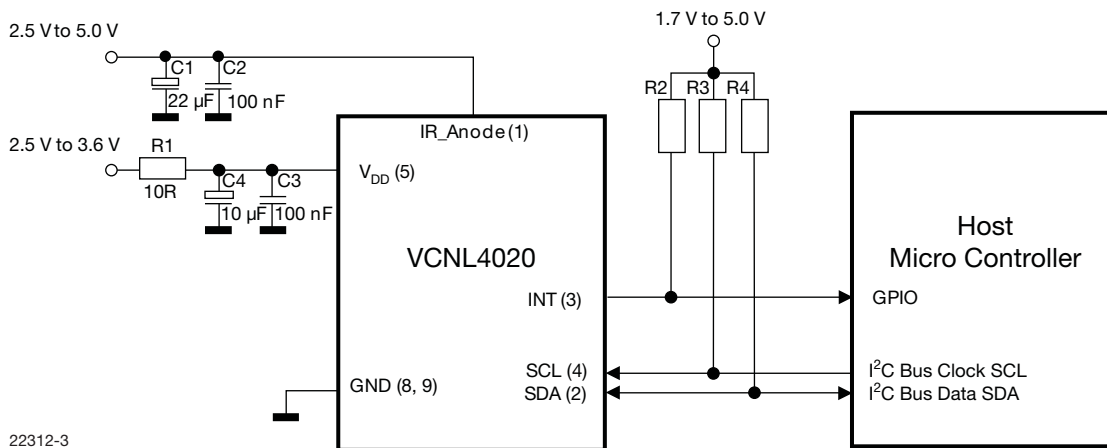 2.5 V to 5.0 V
C1
C2
22 µF
100 nF
2.5 V to 3.6 V
R1
10R
C4
C3
10 µF
100 nF
1.7 V to 5.0 V
R2
R3
R4
IR_Anode (1)
VDD (5)
VCNL4020
INT (3)
GND (8, 9)
SCL (4)
SDA (2)
Host
Micro Controller
GPIO
I²C Bus Clock SCL
I²C Bus Data SDA
22312-3